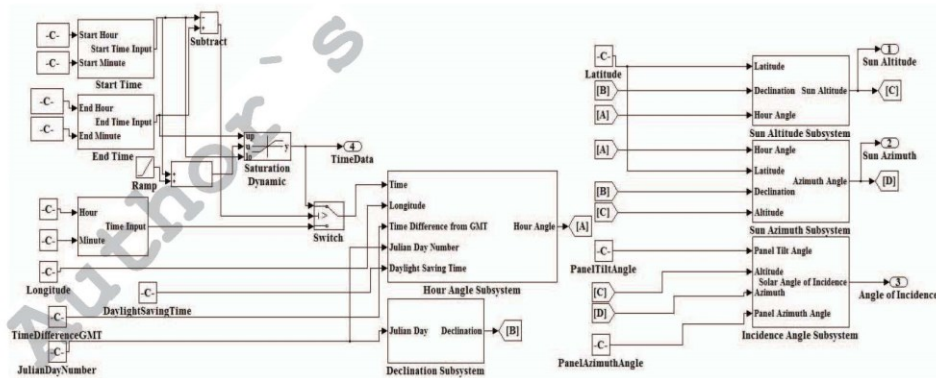 -C-
Start Hour
Start Time Input
-C-
Start Minute
Start Time
Subtract
-C-
End Hour
End Time Input
-C-
End Minute
End Time
Ramp
up
u
lo
y
Saturation
Dynamic
4
TimeData
-C-
Hour
Time Input
-C-
Minute
Switch
-C-
Longitude
-C-
DaylightSavingTime
-C-
TimeDifferenceGMT
-C-
JulianDayNumber
Time
Longitude
Time Difference from GMT
Hour Angle
Julian Day Number
Daylight Saving Time
Hour Angle Subsystem
[A]
Julian Day
Declination
[B]
Declination Subsystem
-C-
Latitude
[B]
[A]
Latitude
Declination
Sun Altitude
Hour Angle
Sun Altitude Subsystem
1
Sun Altitude
[C]
[A]
[B]
[C]
Hour Angle
Latitude
Azimuth Angle
Declination
Altitude
Sun Azimuth Subsystem
2
Sun Azimuth
[D]
-C-
PanelTiltAngle
[C]
[D]
-C-
PanelAzimuthAngle
Panel Tilt Angle
Altitude
Solar Angle of Incidence
Azimuth
Panel Azimuth Angle
Incidence Angle Subsystem
3
Angle of Incidence
Author`s